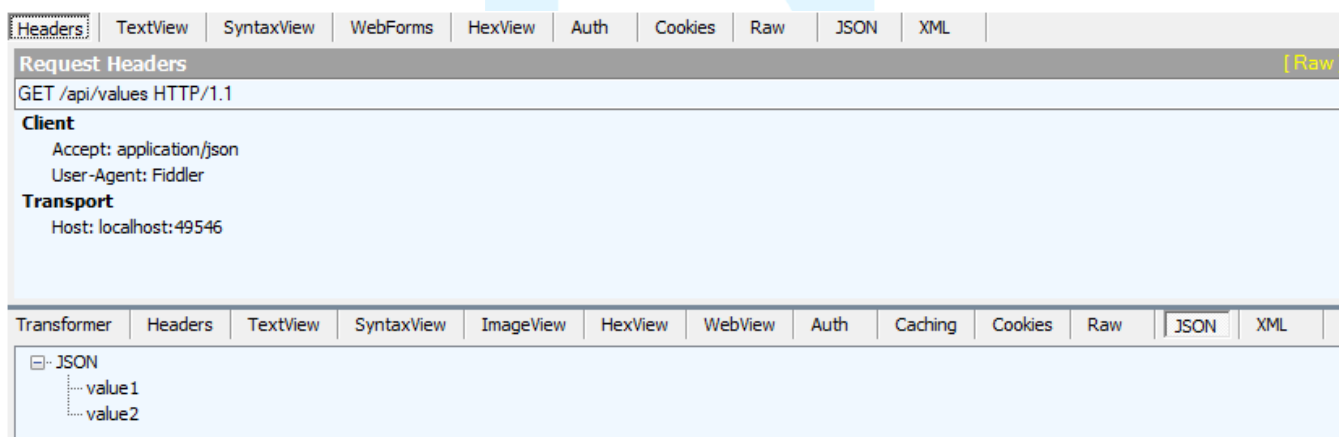 Headers TextView SyntaxView WebForms HexView Auth Cookies Raw JSON XML
Request Headers [ Raw
GET /api/values HTTP/1.1
Client
Accept: application/json
User-Agent: Fiddler
Transport
Host: localhost:49546
Transformer Headers TextView SyntaxView ImageView HexView WebView Auth Caching Cookies Raw JSON XML
JSON
value1
value2